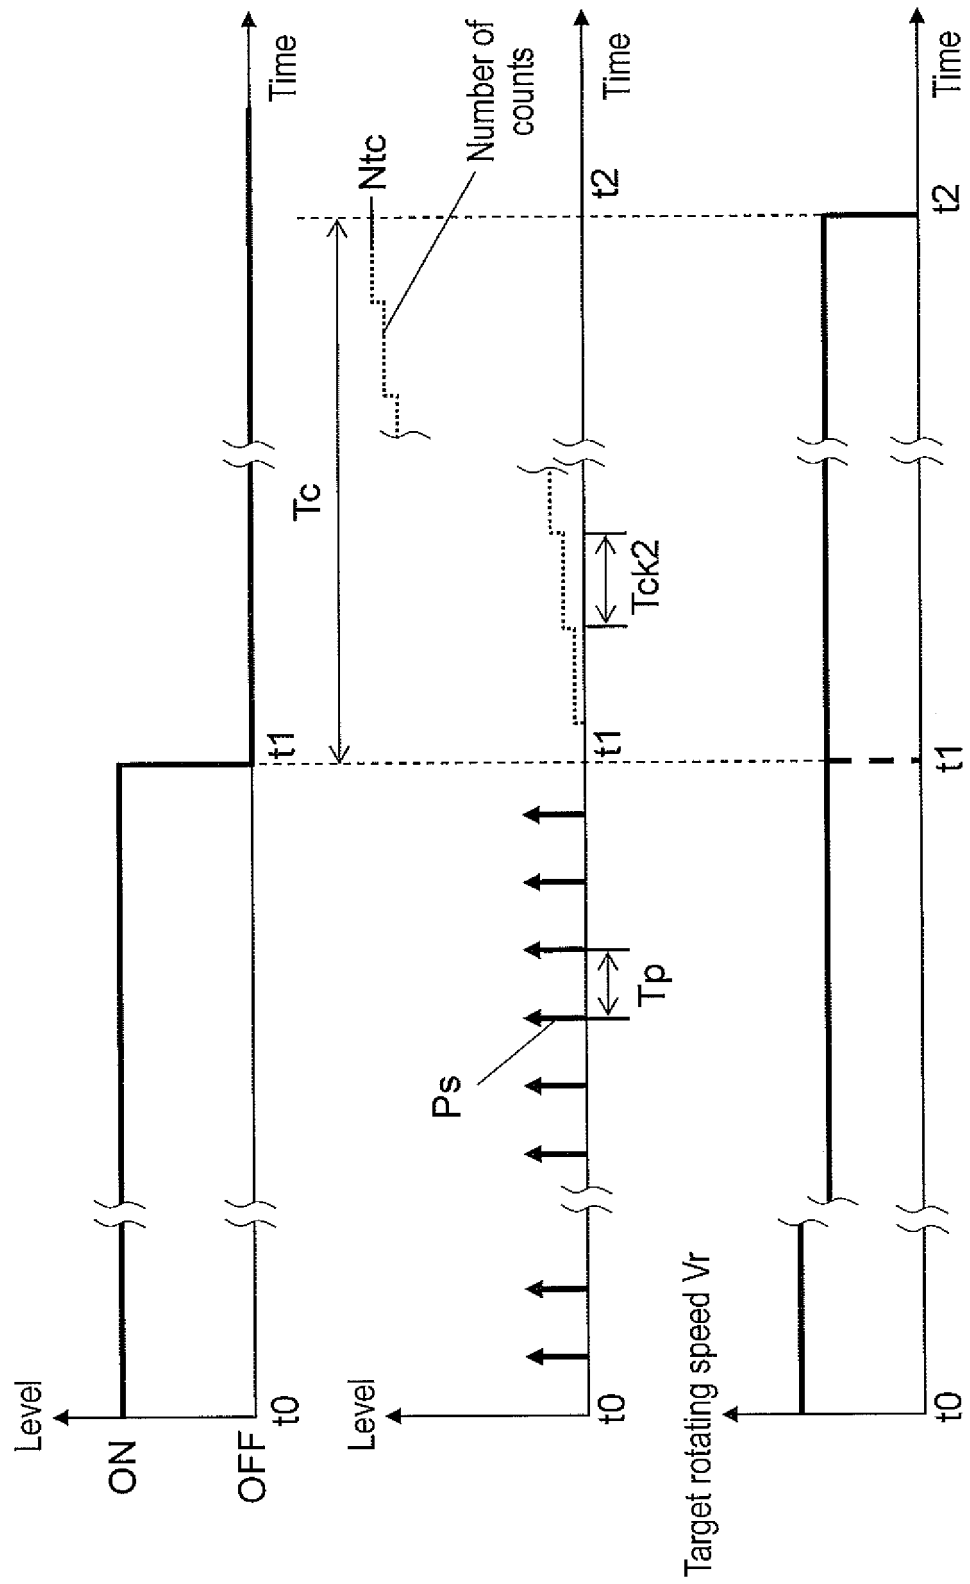 Level
ON
OFF
t0
t1
Time
Tc
Level
Ntc
Number of
counts
Ps
Tp
Tck2
t0
t1
t2
Time
Target rotating speed Vr
t0
t1
t2
Time